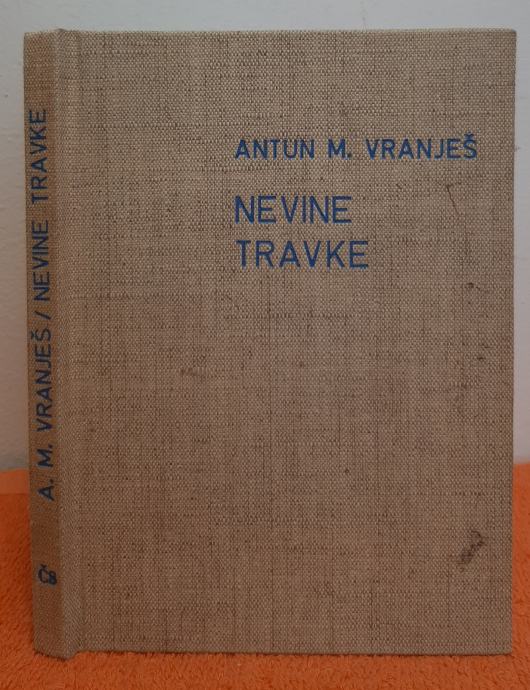 ANTUN M. VRANJEŠ
NEVINE
TRAVKE
A. M. VRANJEŠ / NEVINE TRAVKE